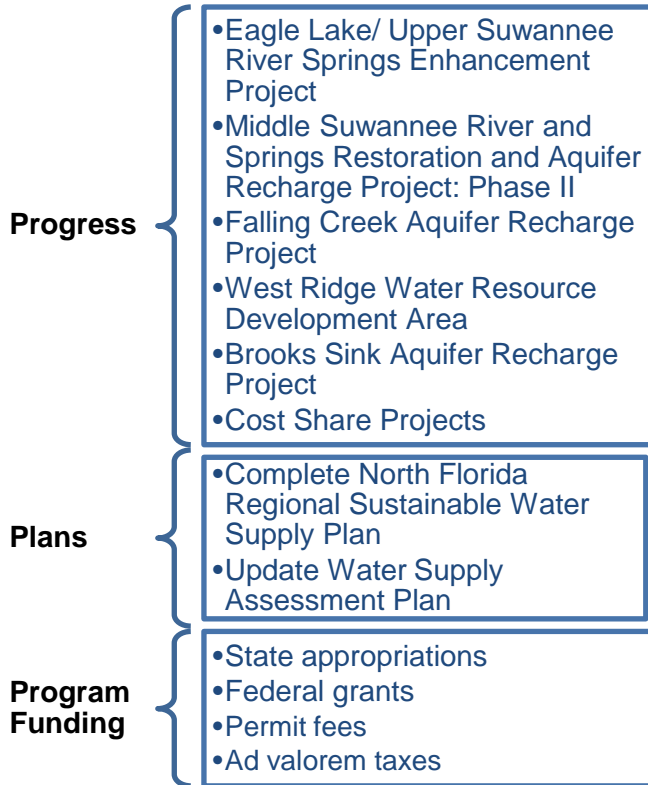 Progress
•Eagle Lake/ Upper Suwannee
River Springs Enhancement
Project
•Middle Suwannee River and
Springs Restoration and Aquifer
Recharge Project: Phase II
•Falling Creek Aquifer Recharge
Project
•West Ridge Water Resource
Development Area
•Brooks Sink Aquifer Recharge
Project
•Cost Share Projects
Plans
•Complete North Florida
Regional Sustainable Water
Supply Plan
•Update Water Supply
Assessment Plan
Program
Funding
•State appropriations
•Federal grants
•Permit fees
•Ad valorem taxes